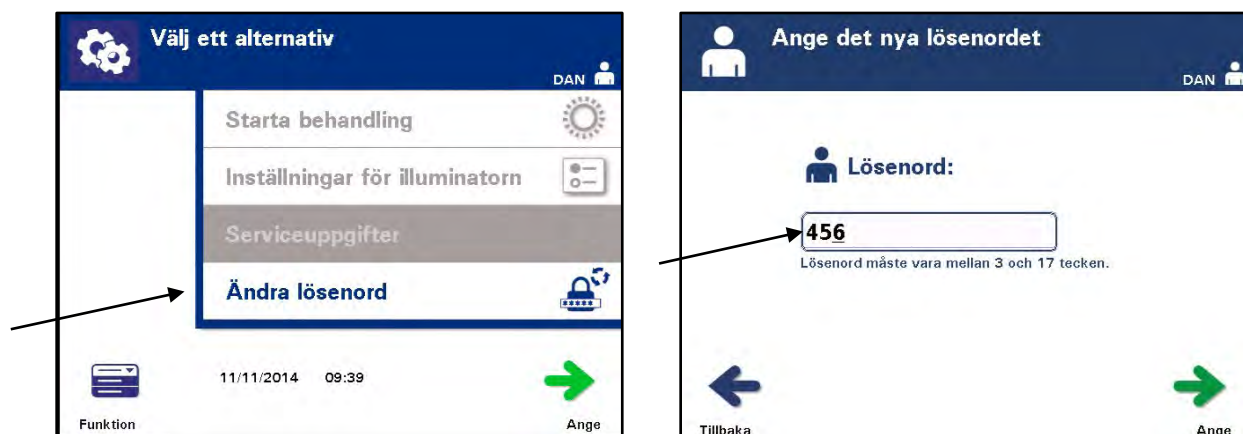 Välj ett alternativ
DAN
Starta behandling
Inställningar för illuminatorn
Serviceuppgifter
Ändra lösenord
*****
11/11/2014 09:39
Funktion
Ange
Ange det nya lösenordet
DAN
Lösenord:
456
Lösenord måste vara mellan 3 och 17 tecken.
Tillbaka
Ange